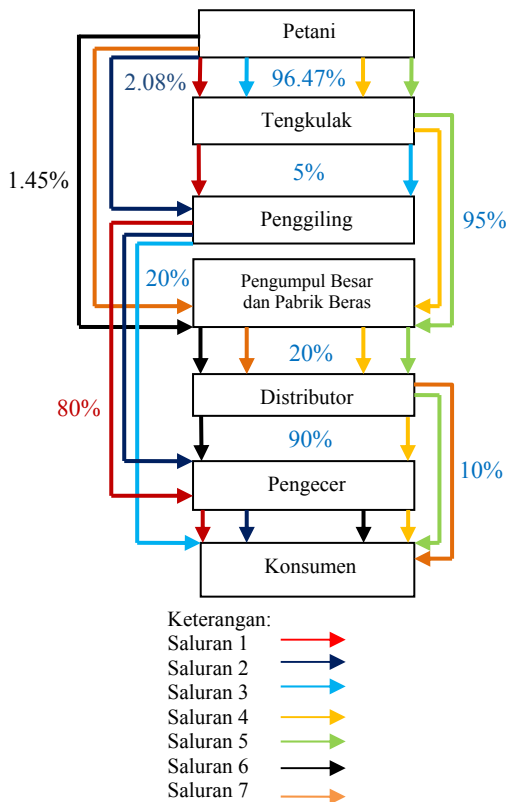 Petani
2.08%
96.47%
Tengkulak
1.45%
5%
Penggiling
95%
20%
Pengumpul Besar
dan Pabrik Beras
20%
Distributor
80%
90%
10%
Pengecer
Konsumen
Keterangan:
Saluran 1
Saluran 2
Saluran 3
Saluran 4
Saluran 5
Saluran 6
Saluran 7